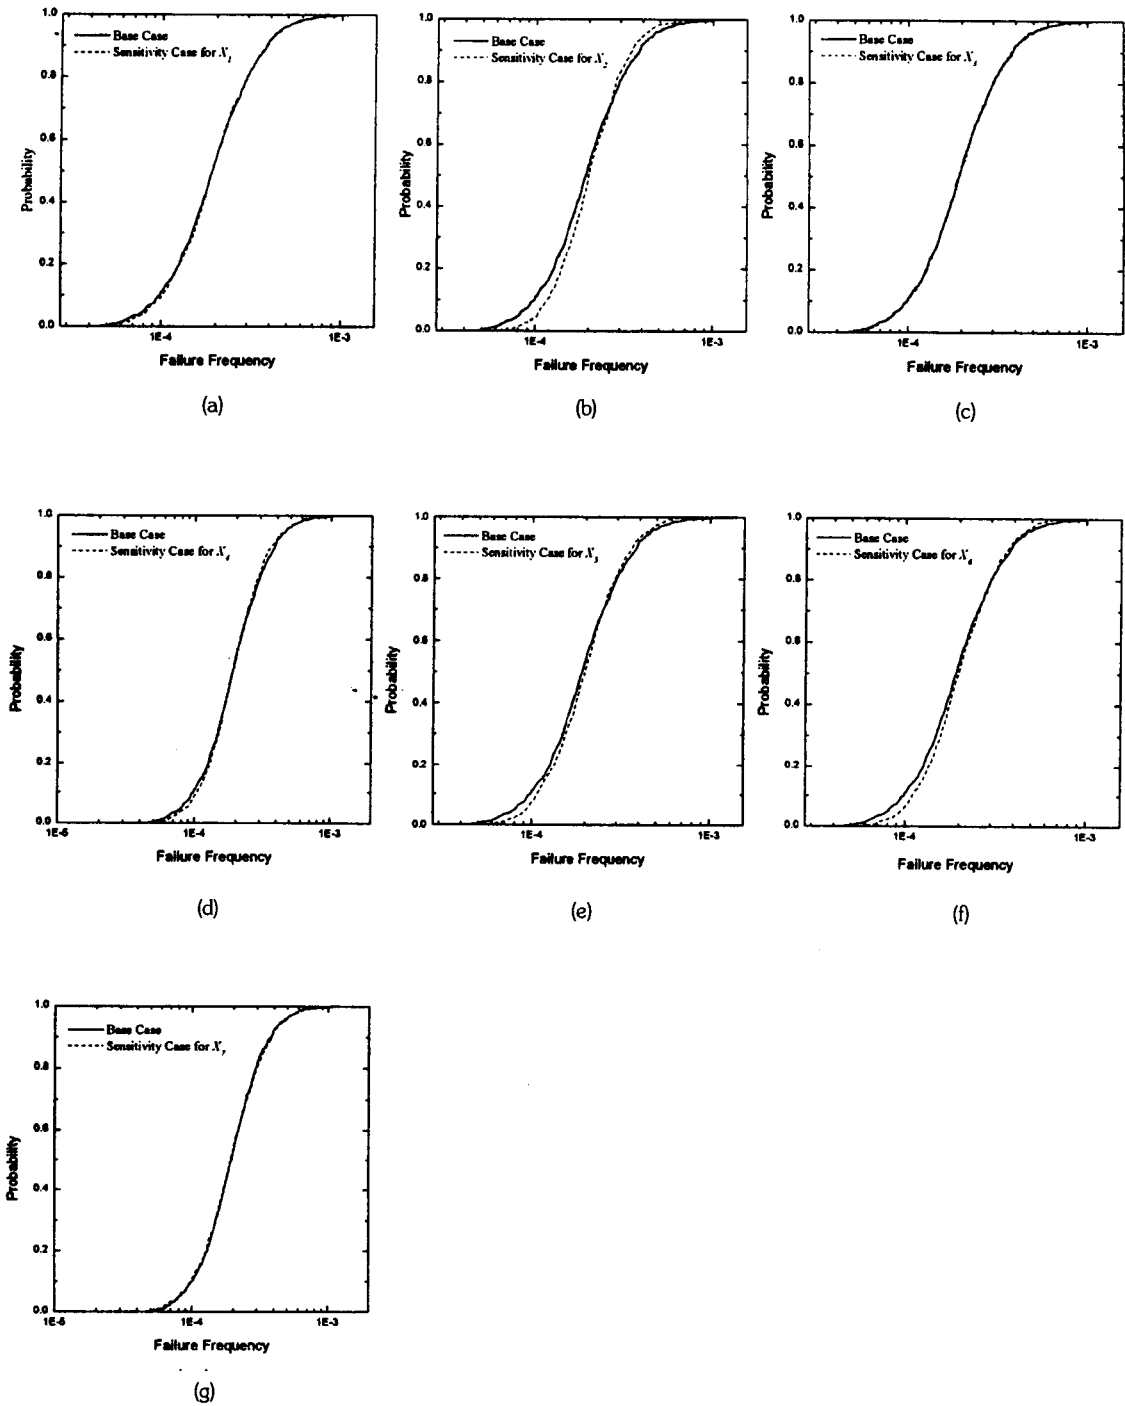 1.0
0.8
0.6
0.4
0.2
0.0
Probability
Base Case
Sensitivity Case for X1
1E-4
1E-3
Failure Frequency
(a)
1.0
0.8
0.6
0.4
0.2
0.0
Probability
Base Case
Sensitivity Case for X2
1E-4
1E-3
Failure Frequency
(b)
1.0
0.8
0.6
0.4
0.2
0.0
Probability
Base Case
Sensitivity Case for
1E-4
1E-3
Failure Frequency
(c)
1.0
0.8
0.6
0.4
0.2
0.0
Probability
Base Case
Sensitivity Case for X4
1E-5
1E-4
1E-3
Failure Frequency
(d)
1.0
0.8
0.6
0.4
0.2
0.0
Probability
Base Case
Sensitivity Case for
1E-4
1E-3
Failure Frequency
(e)
1.0
0.8
0.6
0.4
0.2
0.0
Probability
Base Case
Sensitivity Case for X6
1E-4
1E-3
Failure Frequency
(f)
1.0
0.8
0.6
0.4
0.2
0.0
Probability
Base Case
Sensitivity Case for X7
1E-5
1E-4
1E-3
Failure Frequency
(g)